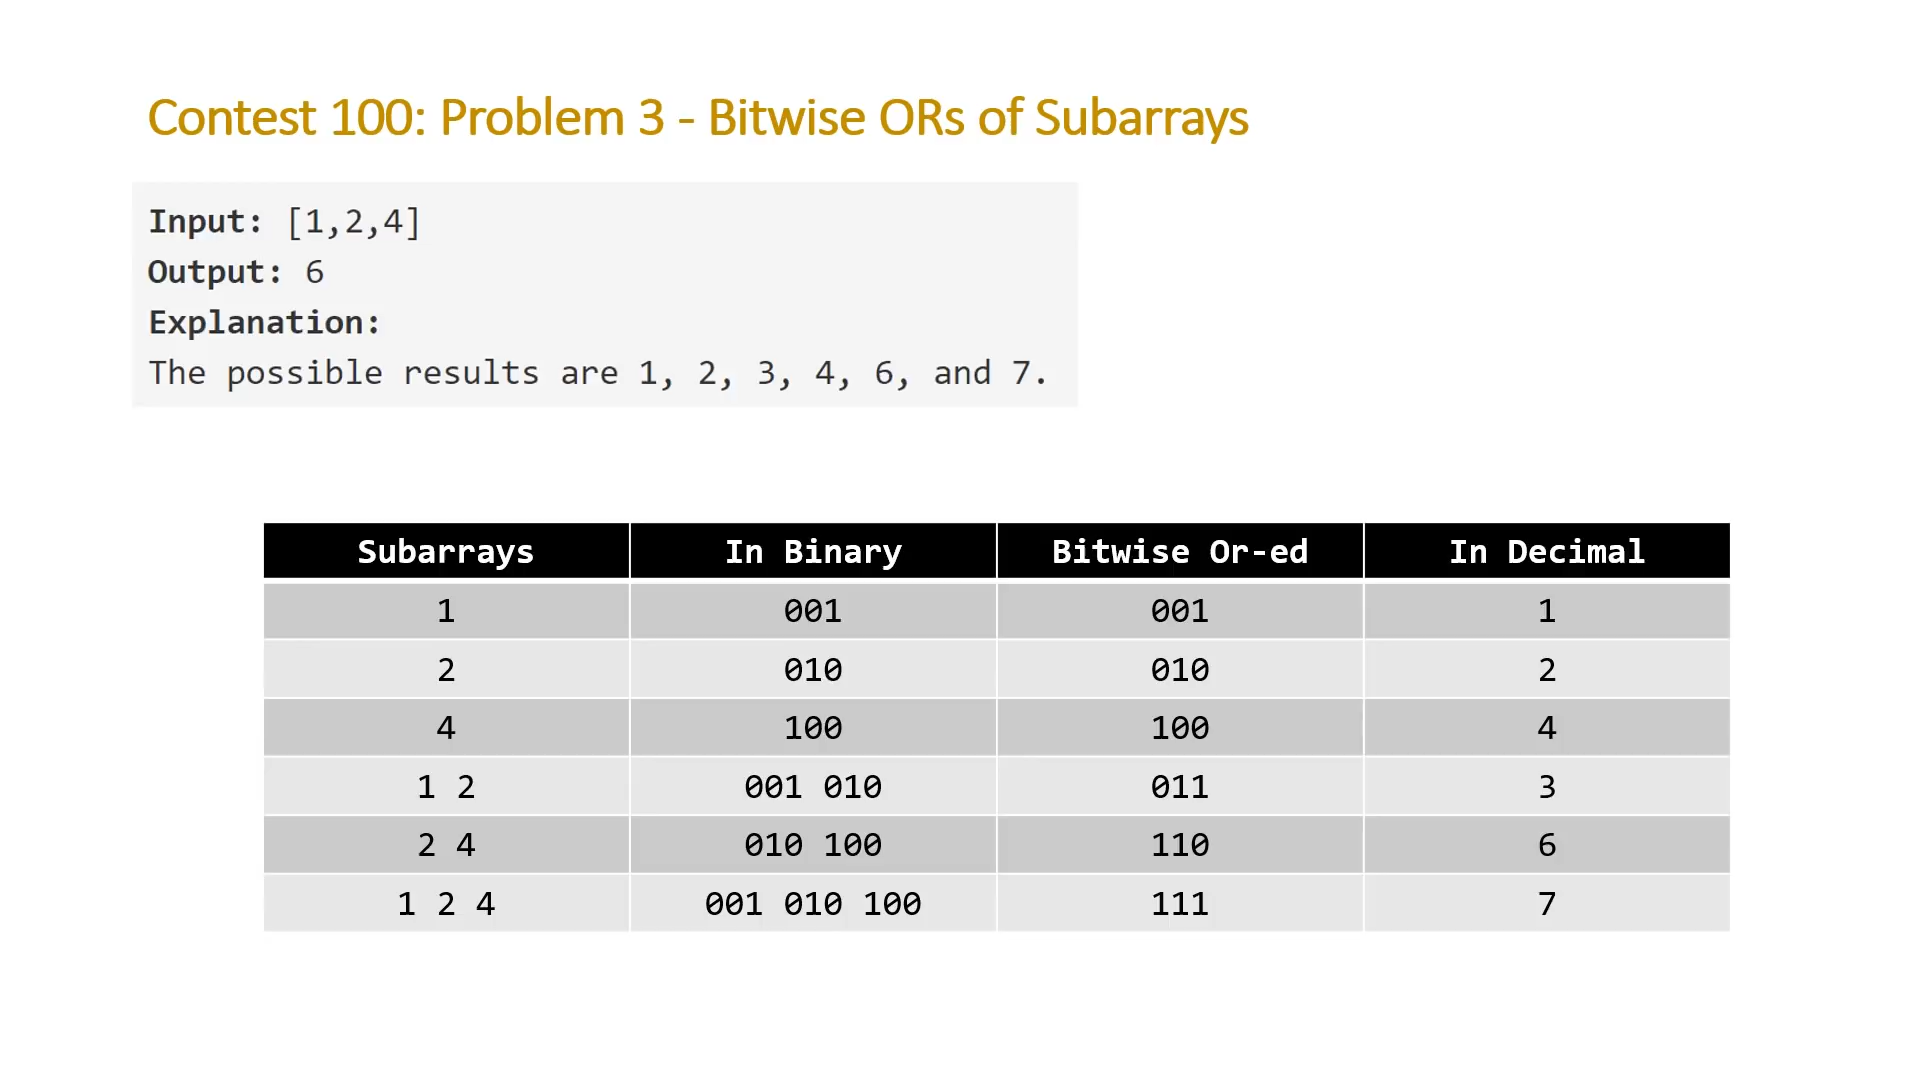 Contest 100: Problem 3 - Bitwise ORs of Subarrays
Input: [1,2,4]
Output: 6
Explanation:
The possible results are 1, 2, 3, 4, 6, and 7.
Subarrays In Binary Bitwise Or-ed In Decimal
1 001 001 1
2 010 010 2
4 100 100 4
1 2 001 010 011 3
2 4 010 100 110 6
1 2 4 001 010 100 111 7